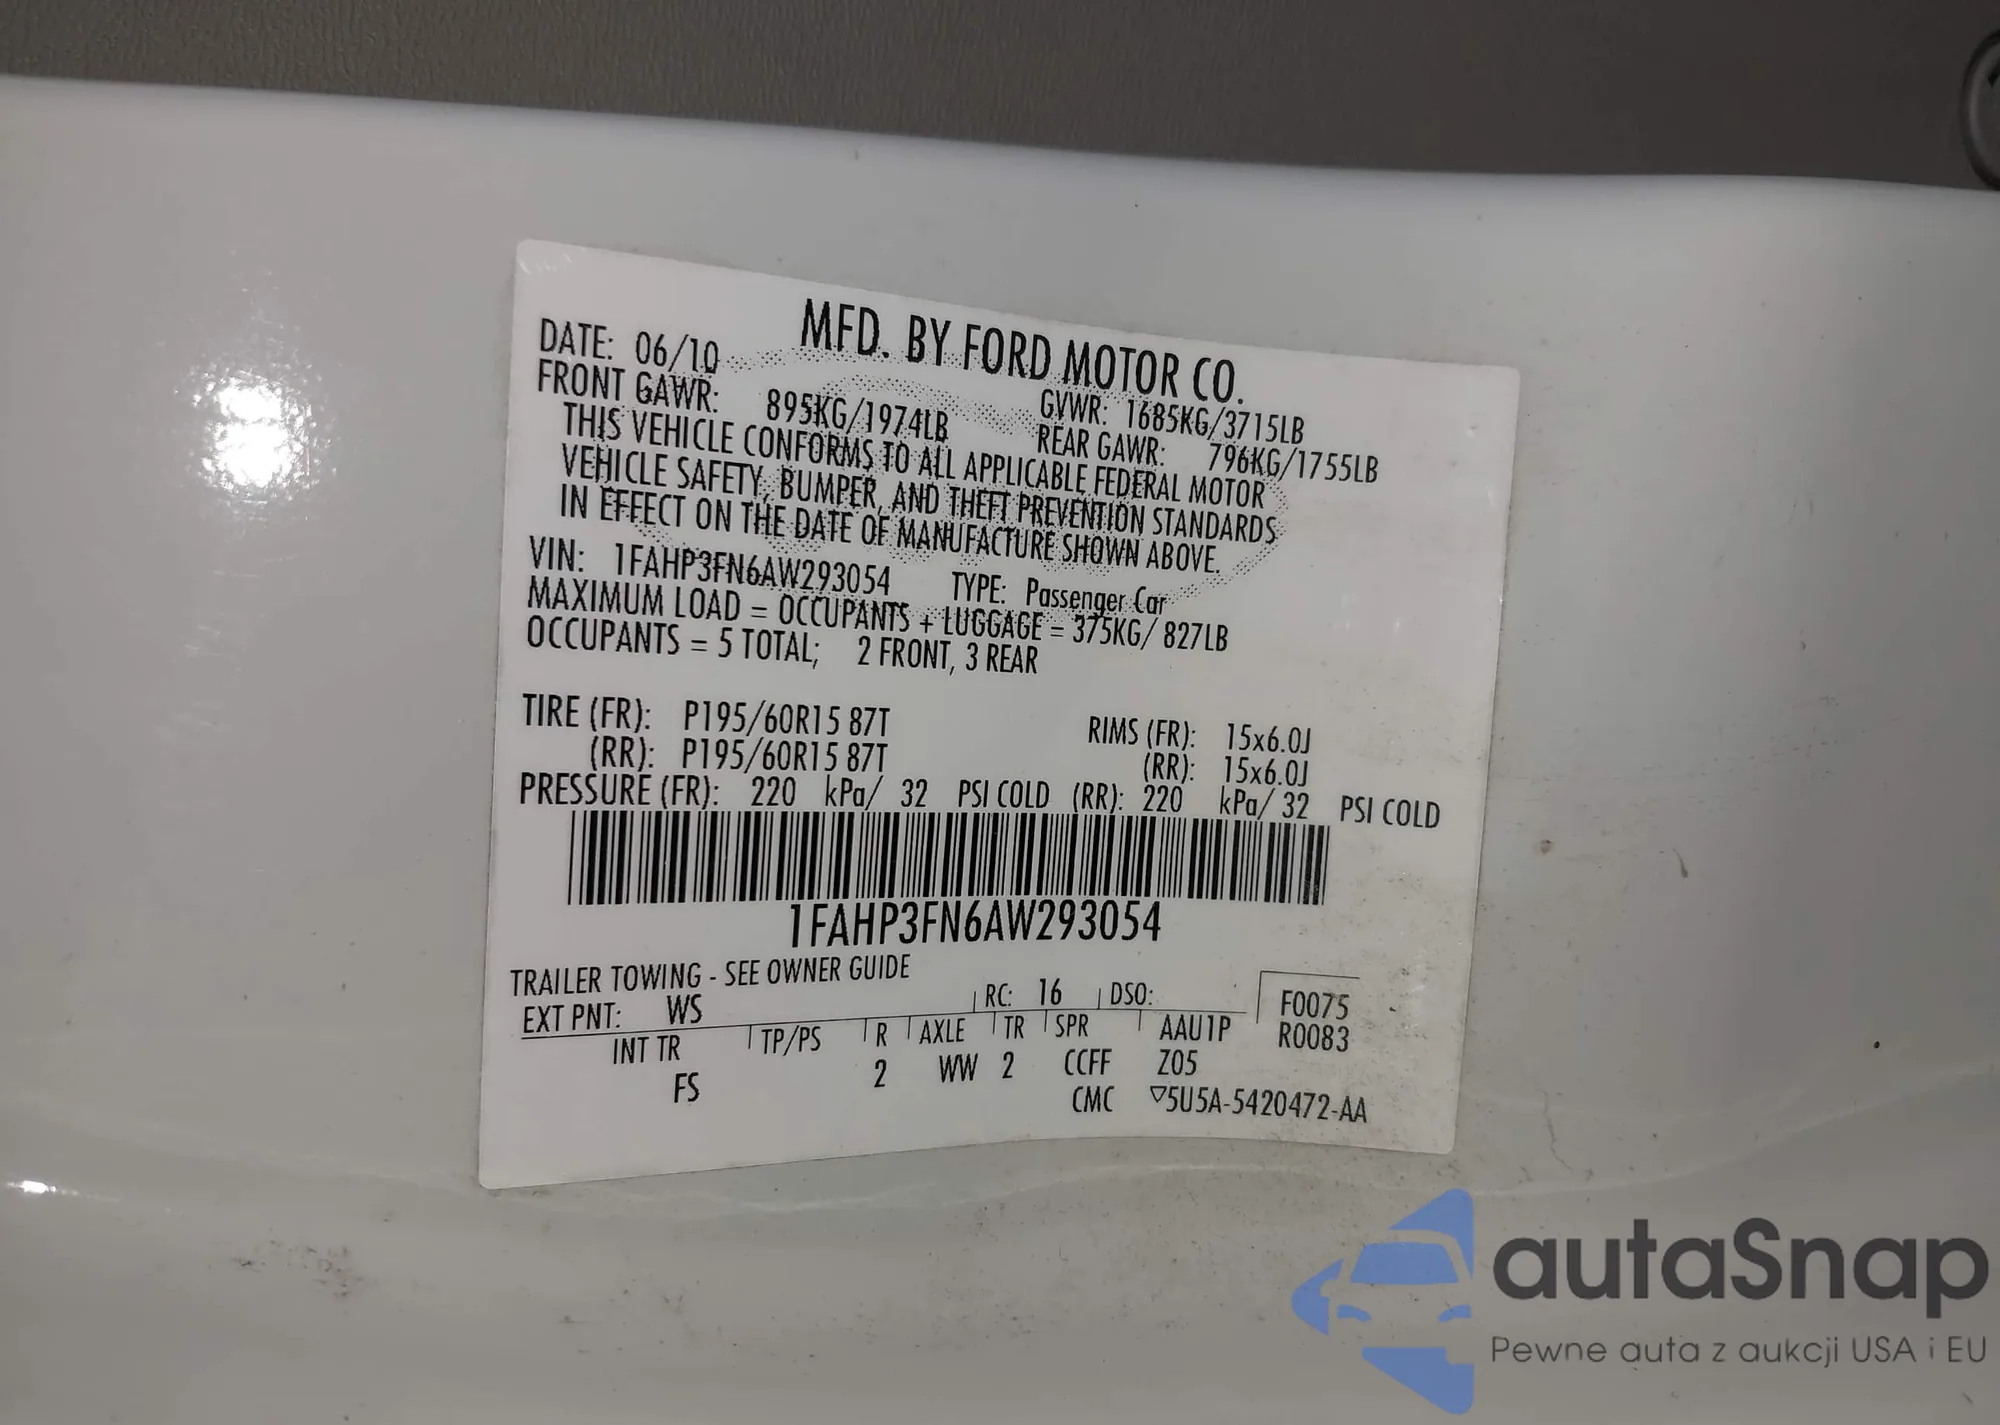 MFD. BY FORD MOTOR CO.
DATE: 06/10
GVWR: 1685KG/3715LB
FRONT GAWR: 895KG/1974LB
REAR GAWR: 796KG/1755LB
THIS VEHICLE CONFORMS TO ALL APPLICABLE FEDERAL MOTOR
VEHICLE SAFETY, BUMPER, AND THEFT PREVENTION STANDARDS
IN EFFECT ON THE DATE OF MANUFACTURE SHOWN ABOVE.
VIN: 1FAHP3FN6AW293054 TYPE: Passenger Car
MAXIMUM LOAD = OCCUPANTS + LUGGAGE = 375KG/ 827LB
OCCUPANTS = 5 TOTAL; 2 FRONT, 3 REAR
TIRE (FR): P195/60R15 87T RIMS (FR): 15x6.0J
(RR): P195/60R15 87T (RR): 15x6.0J
PRESSURE (FR): 220 kPa/ 32 PSI COLD (RR): 220 kPa/ 32 PSI COLD
1FAHP3FN6AW293054
TRAILER TOWING - SEE OWNER GUIDE
EXT PNT: WS RC: 16 DSO: F0075
INT TR TP/PS R AXLE TR SPR AAU1P R0083
FS 2 WW 2 CCFF Z05
CMC ▽5U5A-5420472-AA
autaSnap
Pewne auta z aukcji USA i EU